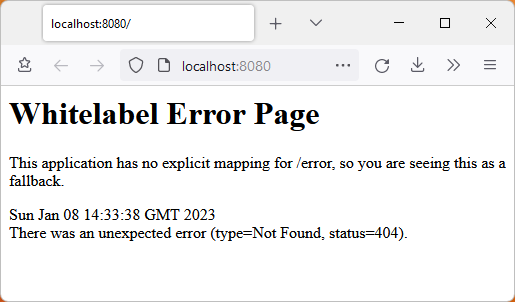 localhost:8080/
localhost:8080
Whitelabel Error Page
This application has no explicit mapping for /error, so you are seeing this as a
fallback.
Sun Jan 08 14:33:38 GMT 2023
There was an unexpected error (type=Not Found, status=404).